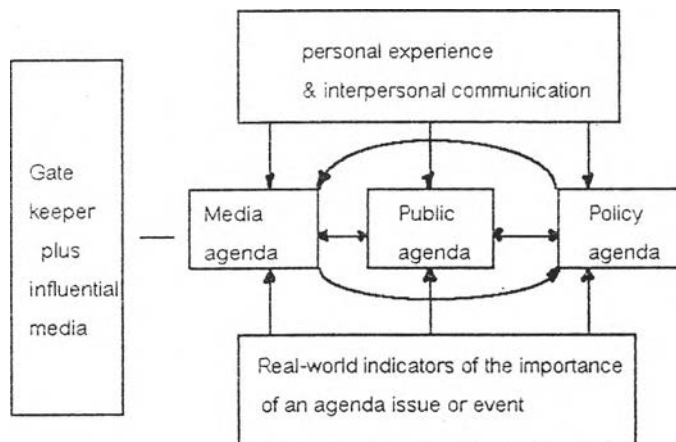 personal experience
& interpersonal communication
Gate
keeper
plus
influential
media
Media
agenda
Public
agenda
Policy
agenda
Real-world indicators of the importance
of an agenda issue or event